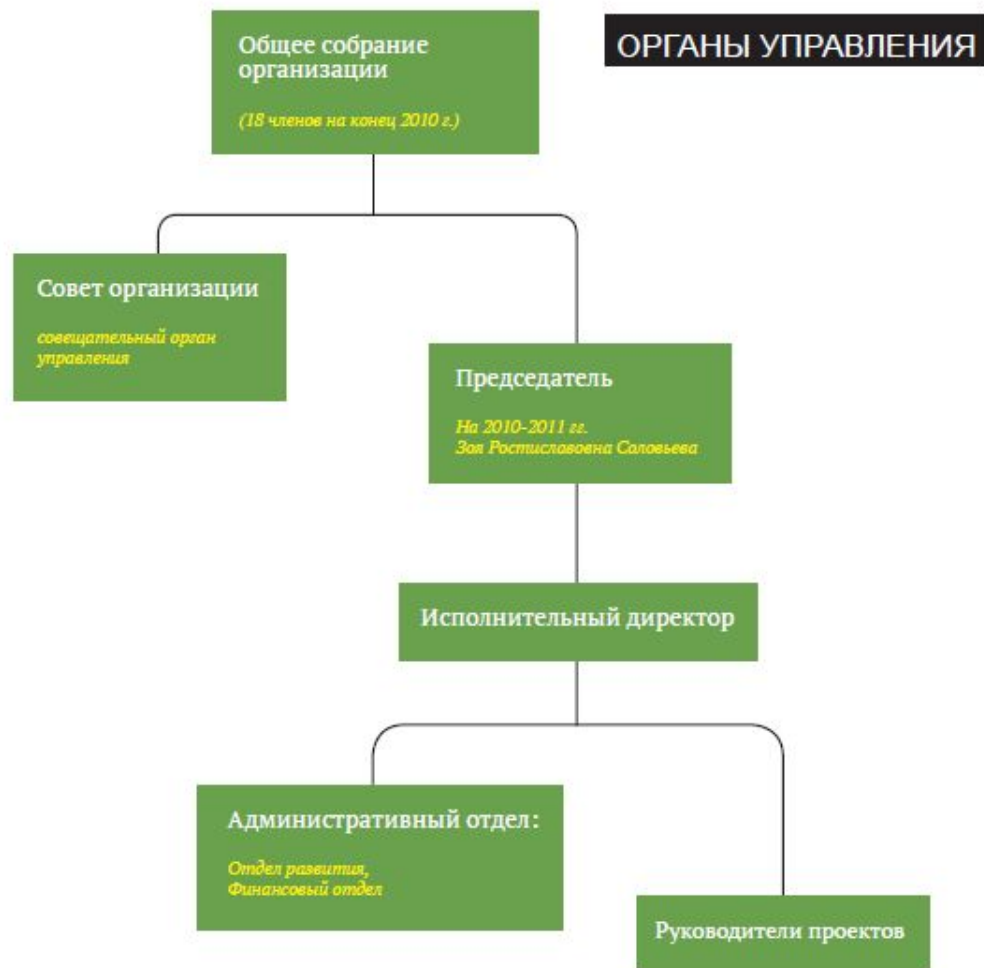 ОРГАНЫ УПРАВЛЕНИЯ
Общее собрание
организации
(18 членов на конец 2010 г.)
Совет организации
совещательный орган
управления
Председатель
На 2010-2011 гг.
Зоя Ростиславовна Соловьева
Исполнительный директор
Административный отдел:
Отдел развития,
Финансовый отдел
Руководители проектов